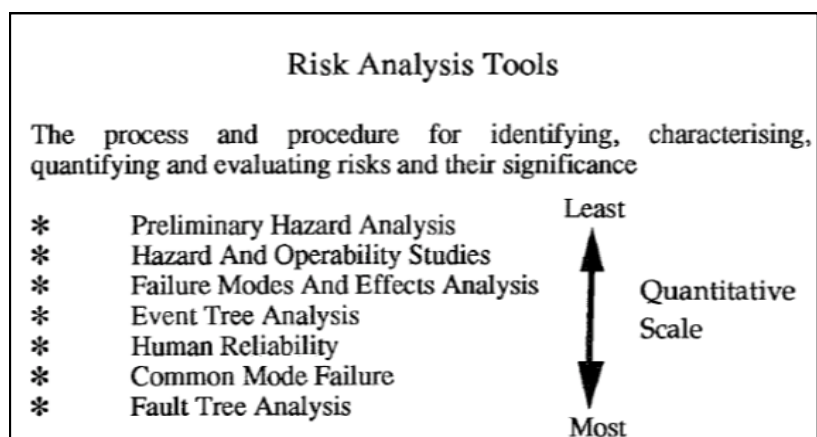 Risk Analysis Tools
The process and procedure for identifying, characterising,
quantifying and evaluating risks and their significance
Least
* Preliminary Hazard Analysis
* Hazard And Operability Studies
* Failure Modes And Effects Analysis
* Event Tree Analysis
* Human Reliability
* Common Mode Failure
* Fault Tree Analysis
Quantitative
Scale
Most